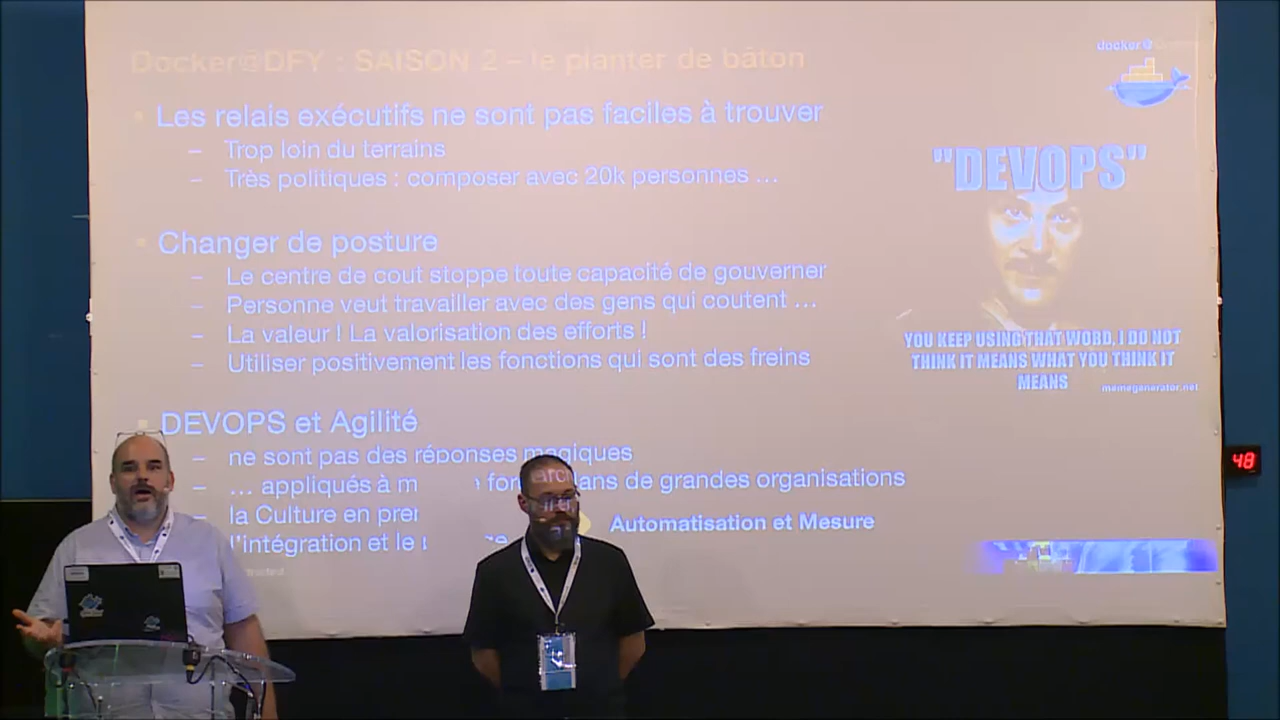 Docker@DFY : SAISON 2 – le planter de bâton
docker@
Les relais exécutifs ne sont pas faciles à trouver
– Trop loin du terrains
– Très politiques : composer avec 20k personnes …
"DEVOPS"
Changer de posture
– Le centre de cout stoppe toute capacité de gouverner
– Personne veut travailler avec des gens qui coutent …
– La valeur ! La valorisation des efforts !
– Utiliser positivement les fonctions qui sont des freins
YOU KEEP USING THAT WORD, I DO NOT
THINK IT MEANS WHAT YOU THINK IT
MEANS
memegenerator.net
DEVOPS et Agilité
– ne sont pas des réponses magiques
– … appliqués à de grandes organisations
– la Culture en
Automatisation et Mesure
– l'intégration et le
48